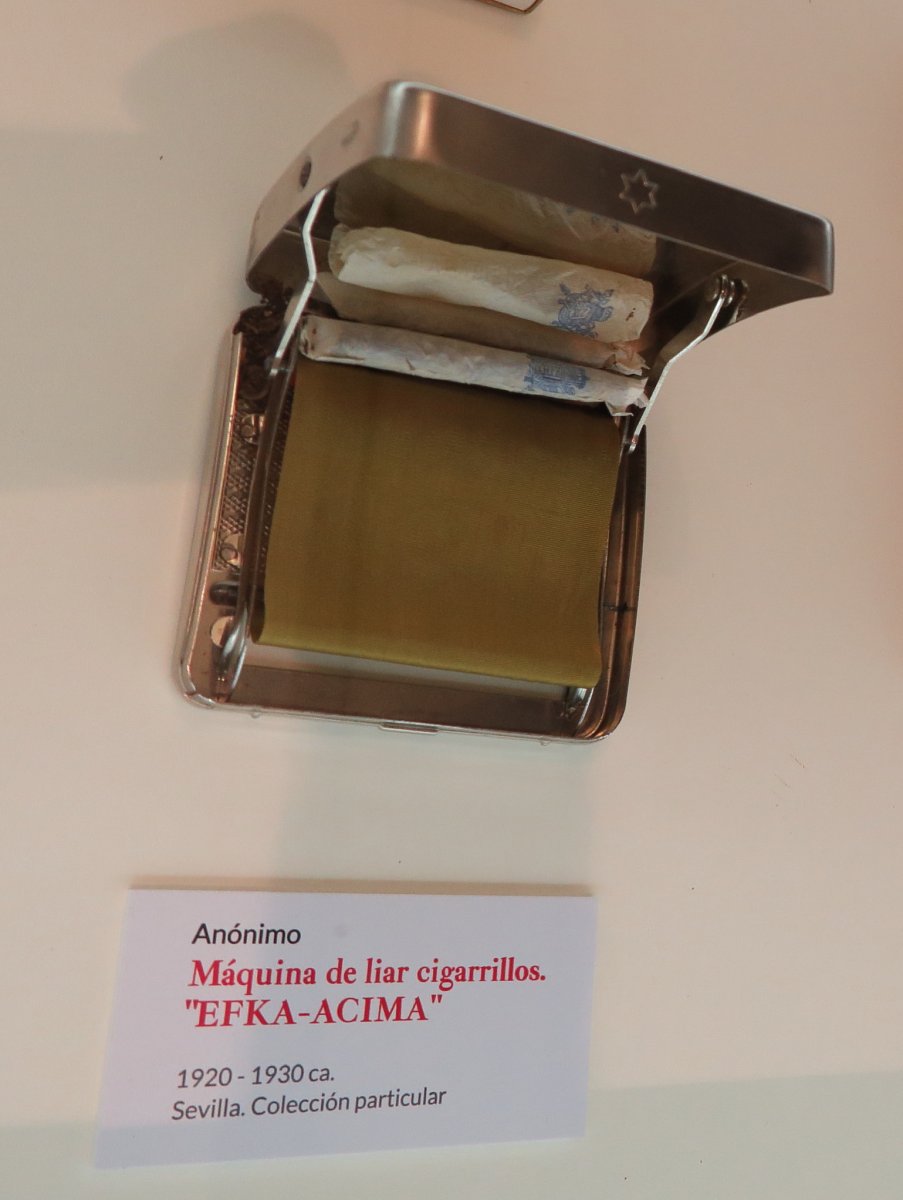 Anónimo
Máquina de liar cigarrillos.
"EFKA-ACIMA"
1920 - 1930 ca.
Sevilla. Colección particular